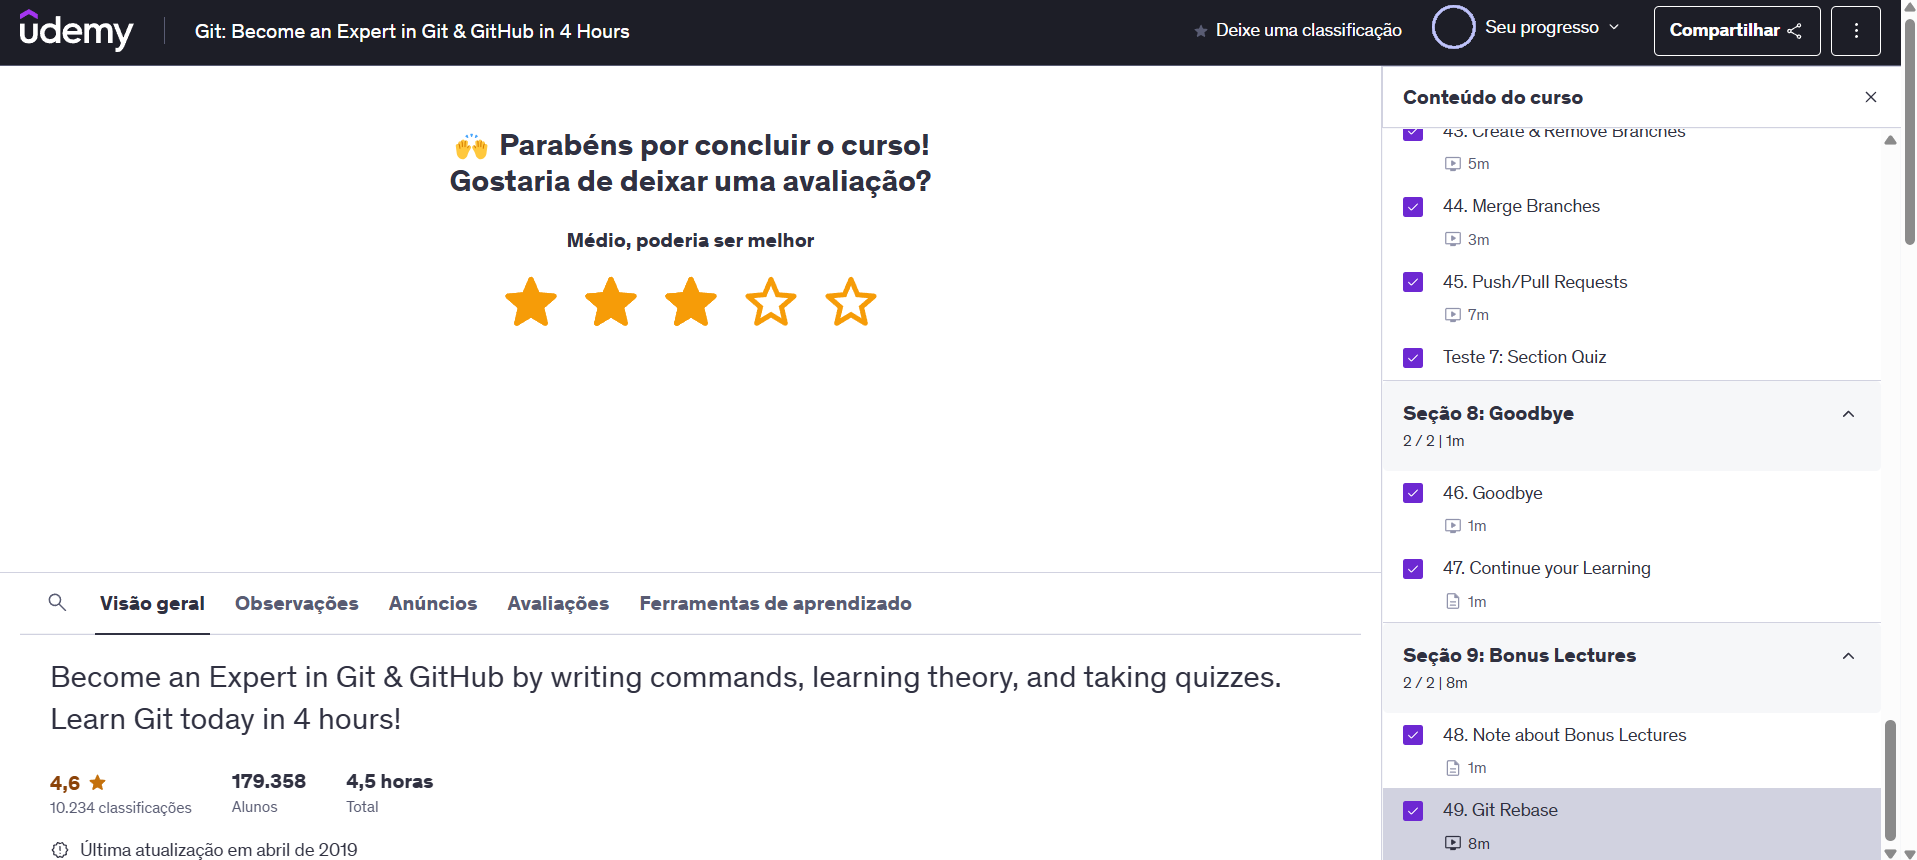 udemy
Git: Become an Expert in Git & GitHub in 4 Hours
Deixe uma classificação
Seu progresso
Compartilhar
Parabéns por concluir o curso!
Gostaria de deixar uma avaliação?
Médio, poderia ser melhor
Visão geral
Observações
Anúncios
Avaliações
Ferramentas de aprendizado
Become an Expert in Git & GitHub by writing commands, learning theory, and taking quizzes.
Learn Git today in 4 hours!
4,6
10.234 classificações
179.358
Alunos
4,5 horas
Total
Última atualização em abril de 2019
Conteúdo do curso
43. Create & Remove Branches
5m
44. Merge Branches
3m
45. Push/Pull Requests
7m
Teste 7: Section Quiz
Seção 8: Goodbye
2 / 2 | 1m
46. Goodbye
1m
47. Continue your Learning
1m
Seção 9: Bonus Lectures
2 / 2 | 8m
48. Note about Bonus Lectures
1m
49. Git Rebase
8m